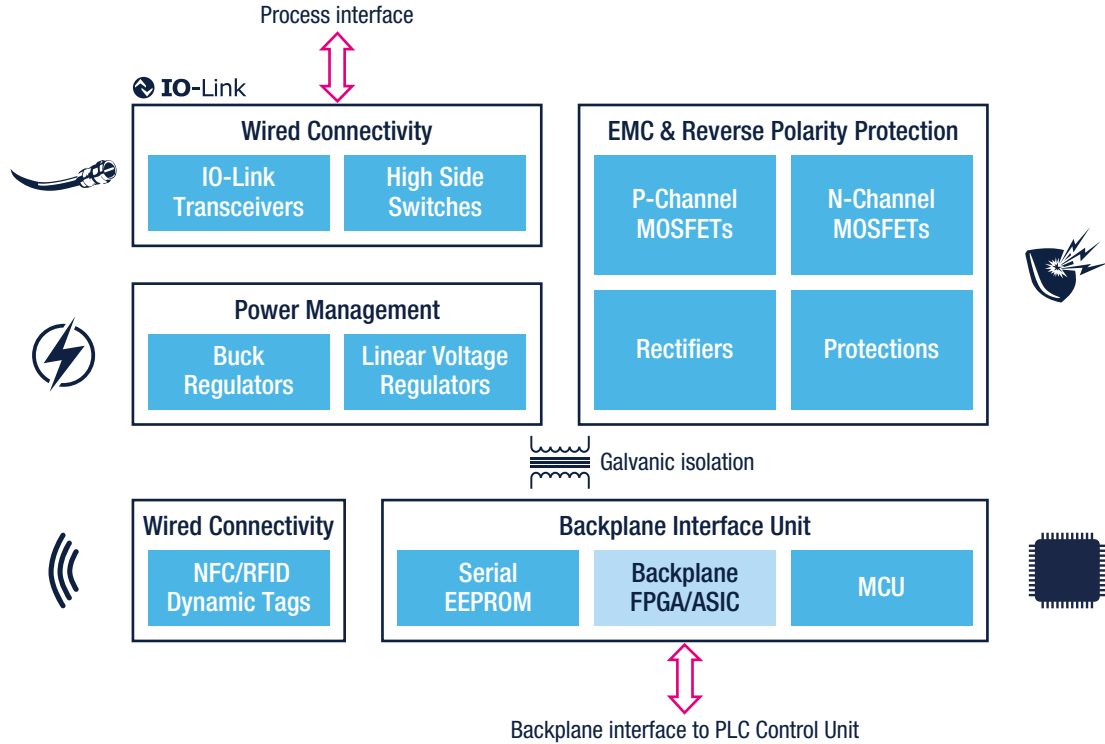 Process interface
IO-Link
Wired Connectivity
IO-Link
Transceivers
High Side
Switches
EMC & Reverse Polarity Protection
P-Channel
MOSFETs
N-Channel
MOSFETs
Rectifiers
Protections
Power Management
Buck
Regulators
Linear Voltage
Regulators
Galvanic isolation
Wired Connectivity
NFC/RFID
Dynamic Tags
Backplane Interface Unit
Serial
EEPROM
Backplane
FPGA/ASIC
MCU
Backplane interface to PLC Control Unit